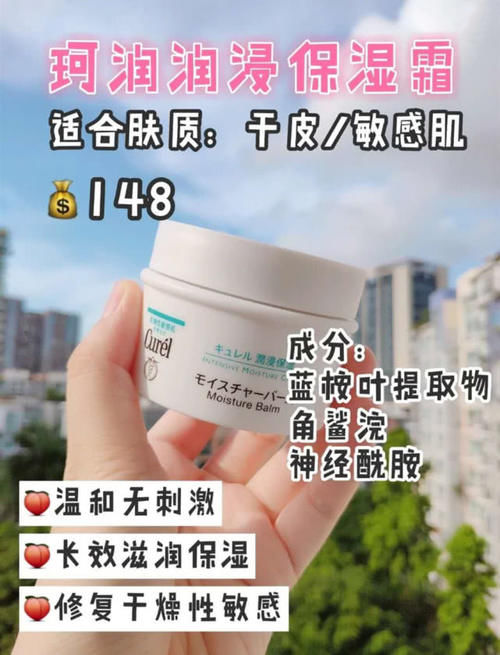 珂润润浸保湿霜
适合肤质：干皮/敏感肌
148
Curél
キュレル 潤浸保湿
INTENSIVE MOISTURE C
モイスチャーバー
Moisture Balm
成分：
蓝桉叶提取物
角鲨浣
神经酰胺
温和无刺激
长效滋润保湿
修复干燥性敏感